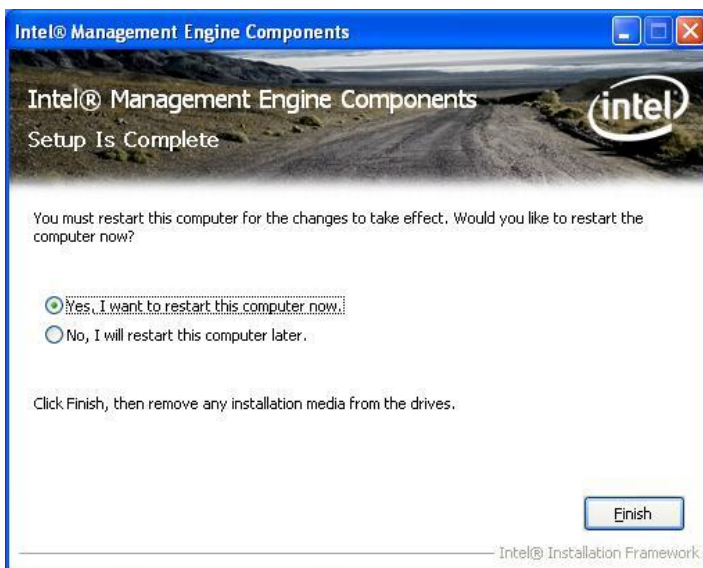 Intel® Management Engine Components
Intel® Management Engine Components
intel
Setup Is Complete
You must restart this computer for the changes to take effect. Would you like to restart the
computer now?
Yes, I want to restart this computer now.
No, I will restart this computer later.
Click Finish, then remove any installation media from the drives.
Finish
Intel® Installation Framework